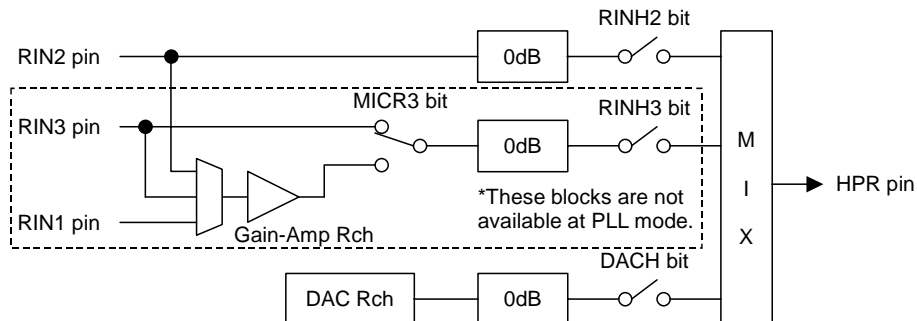 RINH2 bit
RIN2 pin
0dB
MICR3 bit
RINH3 bit
RIN3 pin
0dB
M
I
X
HPR pin
*These blocks are not
available at PLL mode.
RIN1 pin
Gain-Amp Rch
DACH bit
DAC Rch
0dB